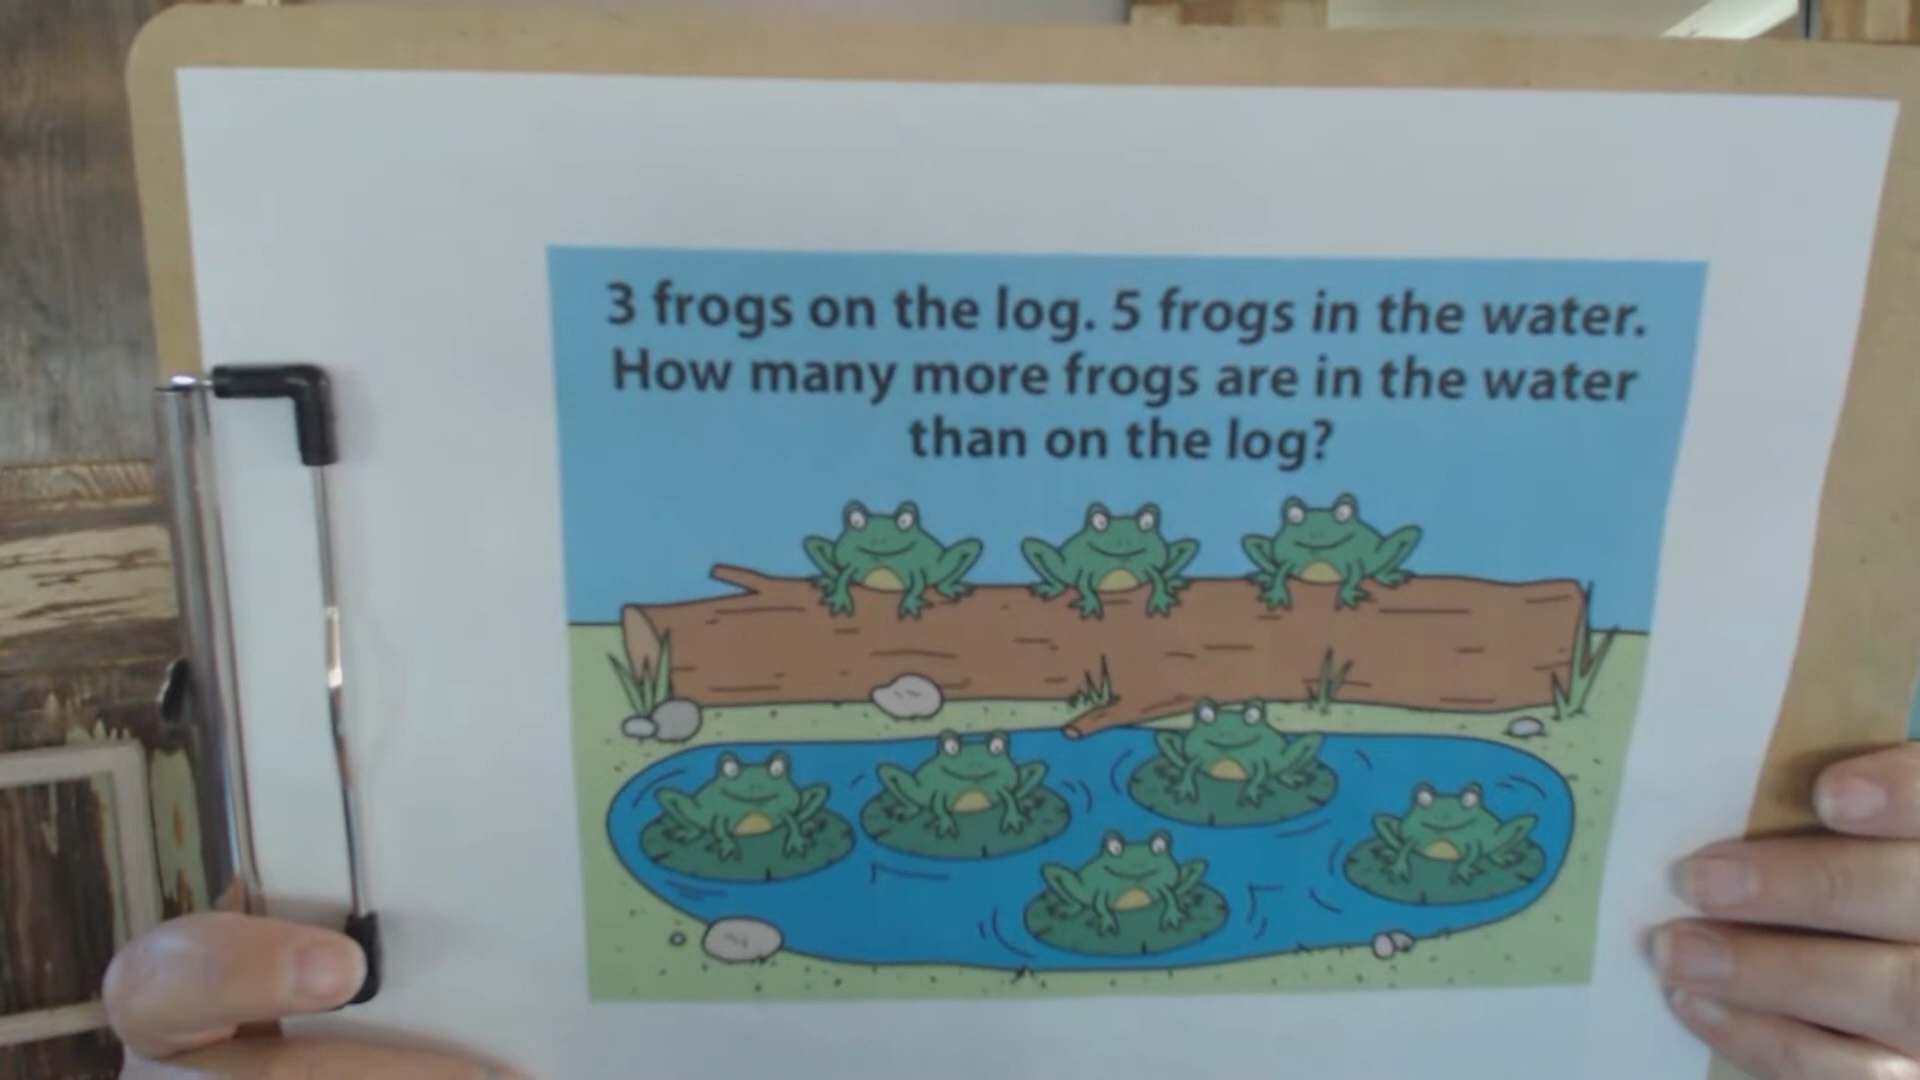 3 frogs on the log. 5 frogs in the water.
How many more frogs are in the water
than on the log?